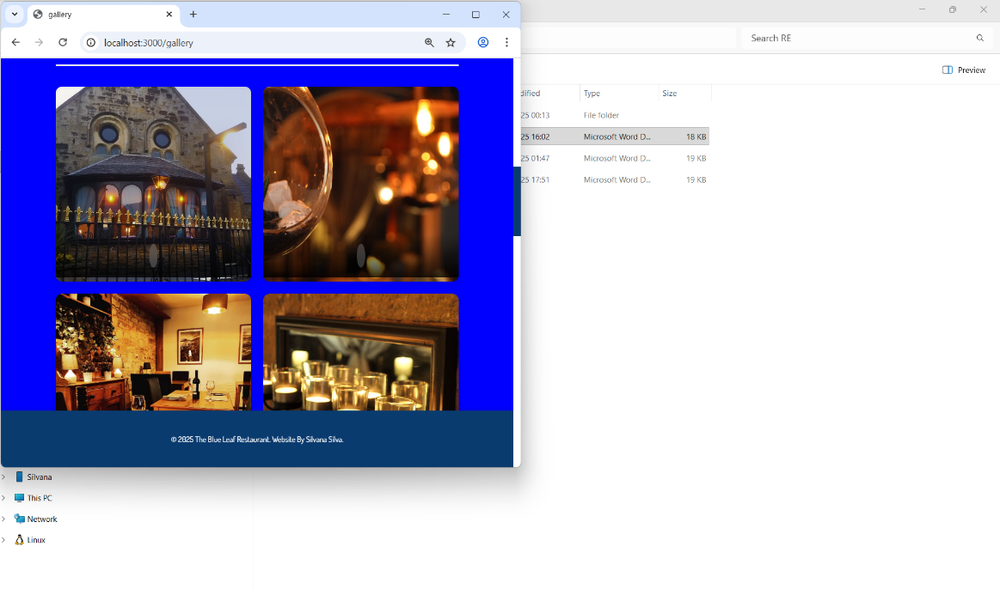 gallery
localhost:3000/gallery
Search RE
Preview
dified
Type
Size
25 00:13
File folder
25 16:02
Microsoft Word D...
18 KB
25 01:47
Microsoft Word D...
19 KB
25 17:51
Microsoft Word D...
19 KB
© 2025 The Blue Leaf Restaurant. Website By Silvana Silva.
Silvana
This PC
Network
Linux